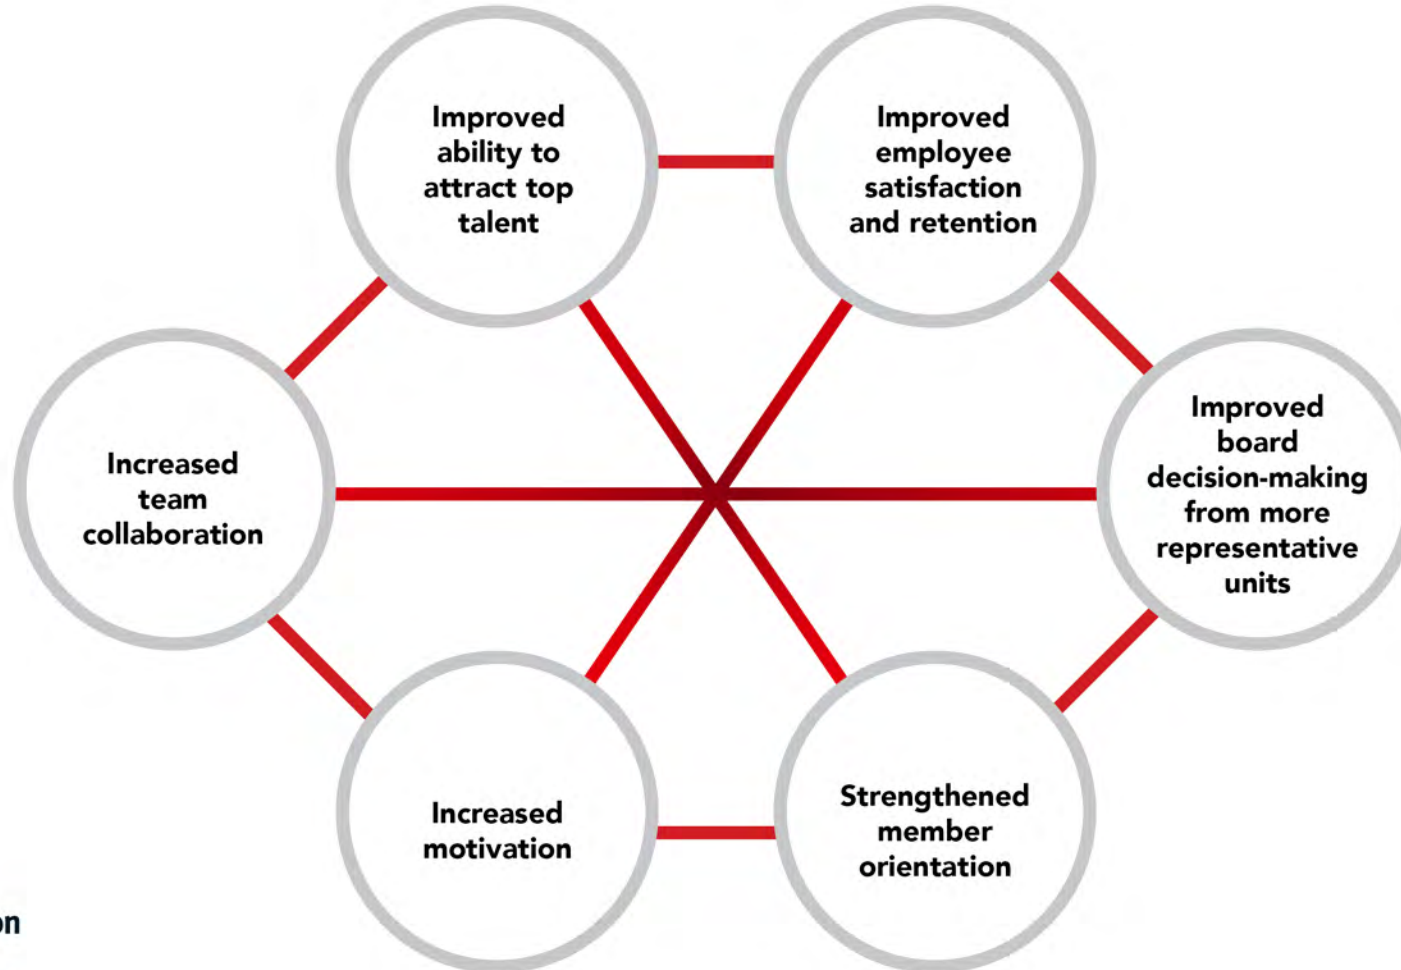 Improved
ability to
attract top
talent
Improved
employee
satisfaction
and retention
Increased
team
collaboration
Improved
board
decision-making
from more
representative
units
Increased
motivation
Strengthened
member
orientation
on